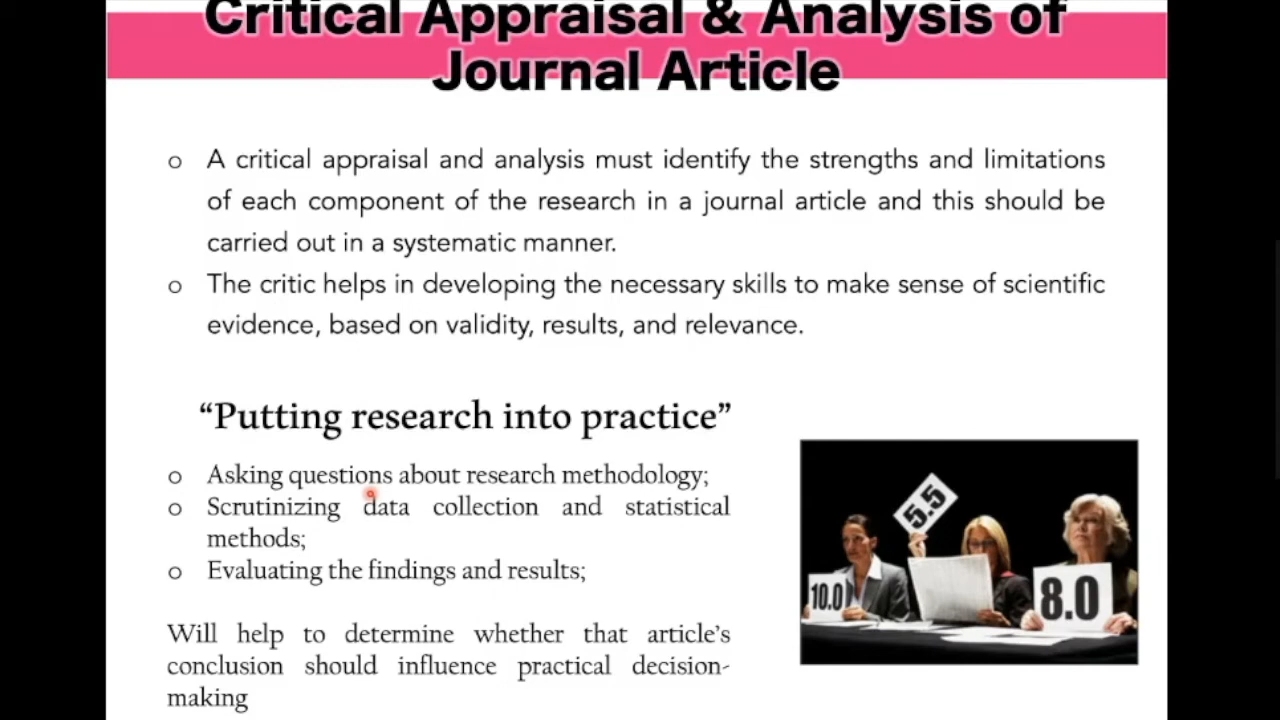 Critical Appraisal & Analysis of
Journal Article
o A critical appraisal and analysis must identify the strengths and limitations
of each component of the research in a journal article and this should be
carried out in a systematic manner.
o The critic helps in developing the necessary skills to make sense of scientific
evidence, based on validity, results, and relevance.
“Putting research into practice”
o Asking questions about research methodology;
o Scrutinizing data collection and statistical
methods;
o Evaluating the findings and results;
Will help to determine whether that article's
conclusion should influence practical decision-
making
10.0
5.5
8.0